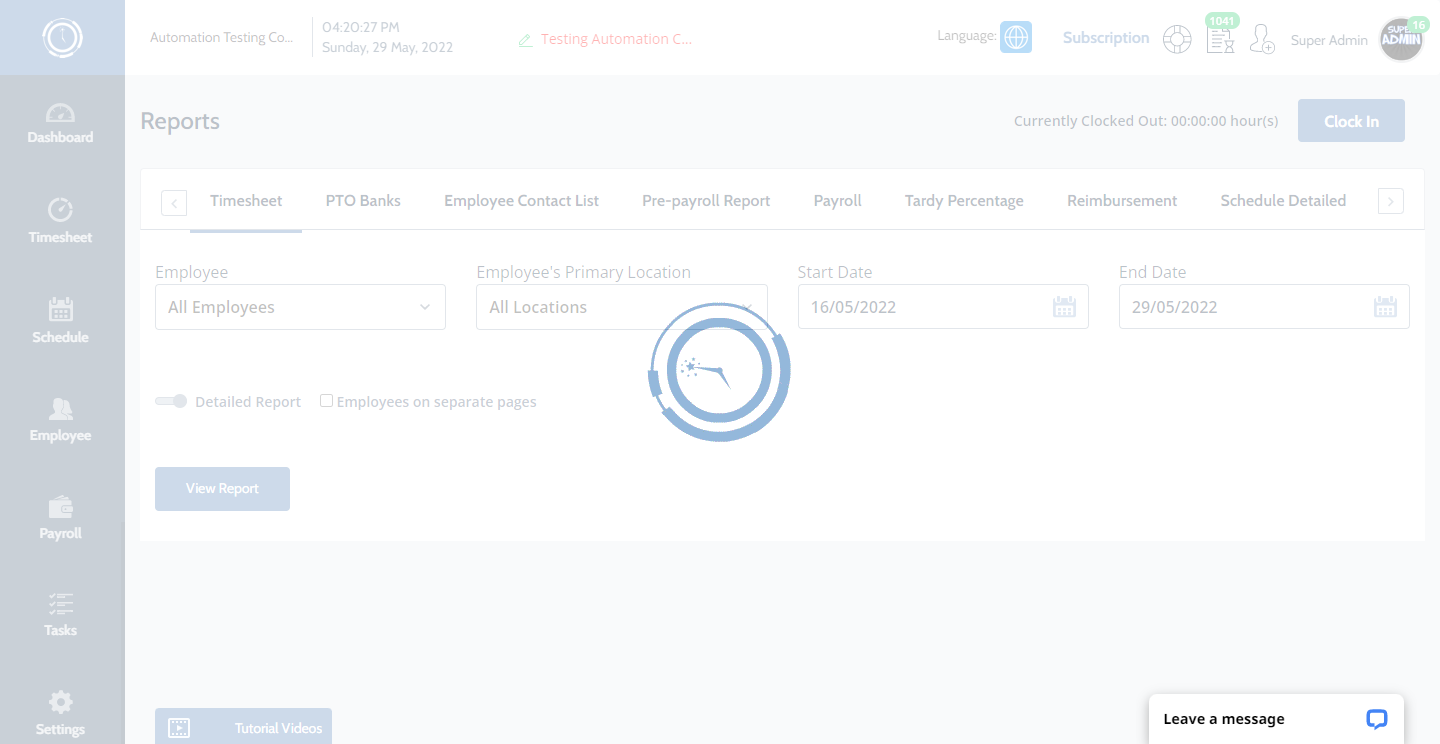 Automation Testing Co...
04:20:27 PM
Sunday, 29 May, 2022
Testing Automation C...
Language:
Subscription
1041
Super Admin
SUPER
ADMIN
16
Dashboard
Timesheet
Schedule
Employee
Payroll
Tasks
Settings
Reports
Currently Clocked Out: 00:00:00 hour(s)
Clock In
Timesheet
PTO Banks
Employee Contact List
Pre-payroll Report
Payroll
Tardy Percentage
Reimbursement
Schedule Detailed
Employee
Employee's Primary Location
Start Date
End Date
All Employees
All Locations
16/05/2022
29/05/2022
Detailed Report
Employees on separate pages
View Report
Tutorial Videos
Leave a message